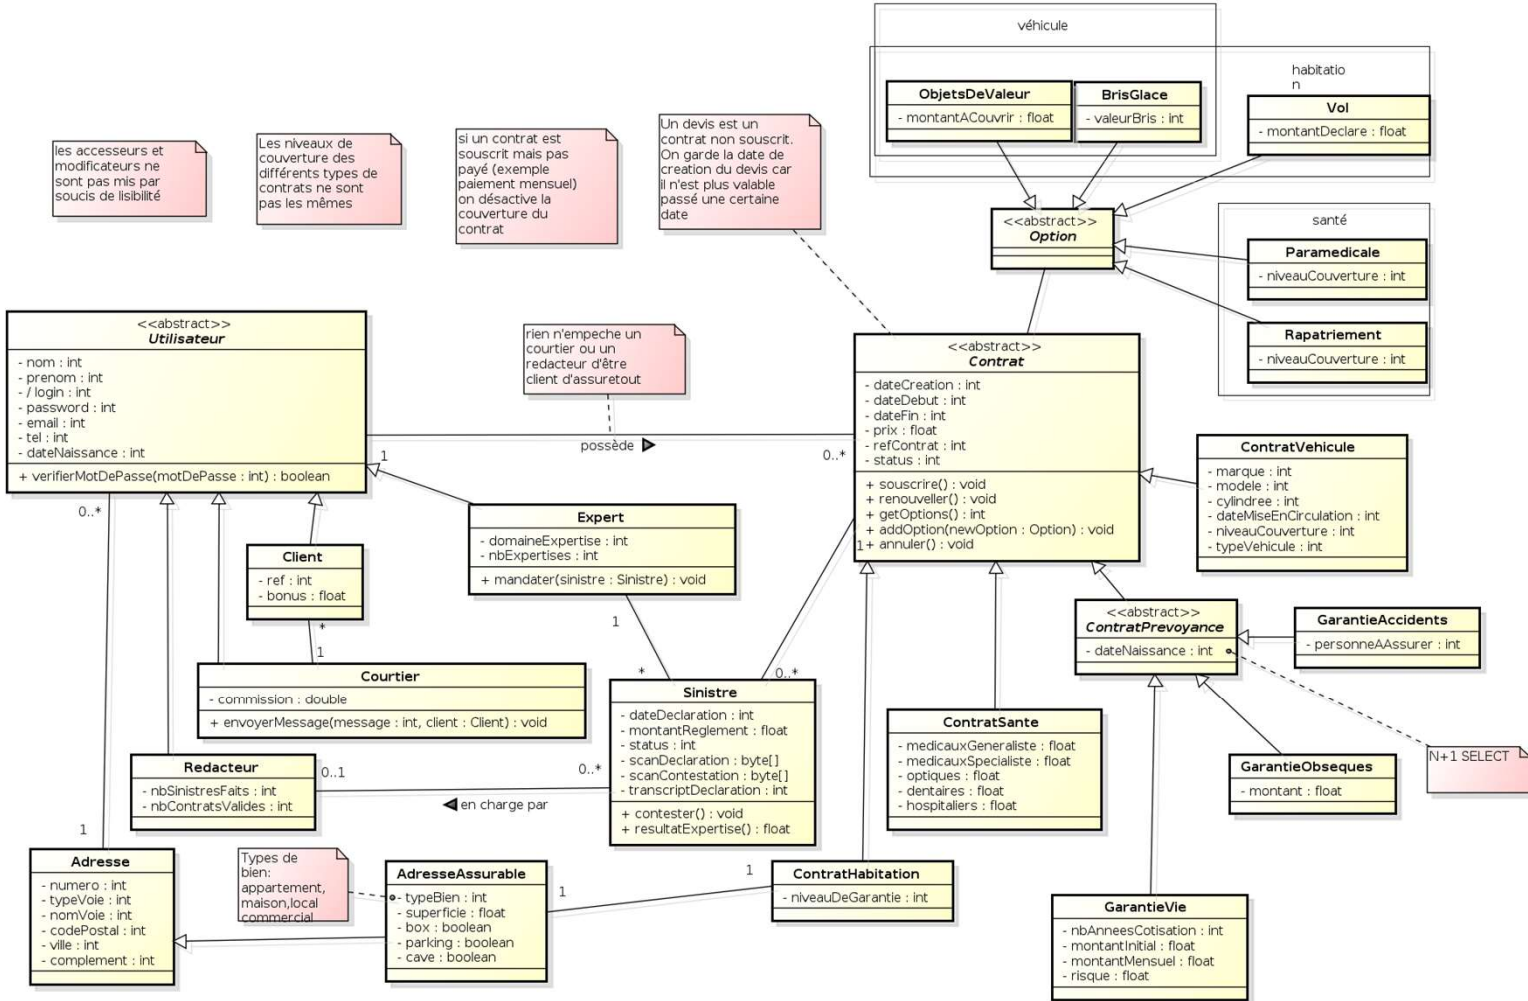 véhicule
habitatio
n
ObjetsDeValeur
- montantACouvrir : float
BrisGlace
- valeurBris : int
Vol
- montantDeclare : float
les accesseurs et
modificateurs ne
sont pas mis par
soucis de lisibilité
Les niveaux de
couverture des
différents types de
contrats ne sont
pas les mêmes
si un contrat est
souscrit mais pas
payé (exemple
paiement mensuel)
on désactive la
couverture du
contrat
Un devis est un
contrat non souscrit.
On garde la date de
creation du devis car
il n'est plus valable
passé une certaine
date
<<abstract>>
Option
santé
Paramedicale
- niveauCouverture : int
Rapatriement
- niveauCouverture : int
<<abstract>>
Utilisateur
- nom : int
- prenom : int
- / login : int
- password : int
- email : int
- tel : int
- dateNaissance : int
+ verifierMotDePasse(motDePasse : int) : boolean
rien n'empeche un
courtier ou un
redacteur d'être
client d'assuretout
possède
1
0..*
<<abstract>>
Contrat
- dateCreation : int
- dateDebut : int
- dateFin : int
- prix : float
- refContrat : int
- status : int
+ souscrire() : void
+ renouveller() : void
+ getOptions() : int
+ addOption(newOption : Option) : void
+ annuler() : void
1
ContratVehicule
- marque : int
- modele : int
- cylindree : int
- dateMiseEnCirculation : int
- niveauCouverture : int
- typeVehicule : int
0..*
Expert
- domaineExpertise : int
- nbExpertises : int
+ mandater(sinistre : Sinistre) : void
Client
- ref : int
- bonus : float
*
1
1
*
0..*
Courtier
- commission : double
+ envoyerMessage(message : int, client : Client) : void
<<abstract>>
ContratPrevoyance
- dateNaissance : int
GarantieAccidents
- personneAAssurer : int
Sinistre
- dateDeclaration : int
- montantReglement : float
- status : int
- scanDeclaration : byte[]
- scanContestation : byte[]
- transcriptDeclaration : int
+ contester() : void
+ resultatExpertise() : float
ContratSante
- medicauxGeneraliste : float
- medicauxSpecialiste : float
- optiques : float
- dentaires : float
- hospitaliers : float
N+1 SELECT
GarantieObseques
- montant : float
Redacteur
- nbSinistresFaits : int
- nbContratsValides : int
0..1
0..*
en charge par
1
Adresse
- numero : int
- typeVoie : int
- nomVoie : int
- codePostal : int
- ville : int
- complement : int
Types de
bien:
appartement,
maison,local
commercial
AdresseAssurable
- typeBien : int
- superficie : float
- box : boolean
- parking : boolean
- cave : boolean
1
1
ContratHabitation
- niveauDeGarantie : int
GarantieVie
- nbAnneesCotisation : int
- montantInitial : float
- montantMensuel : float
- risque : float